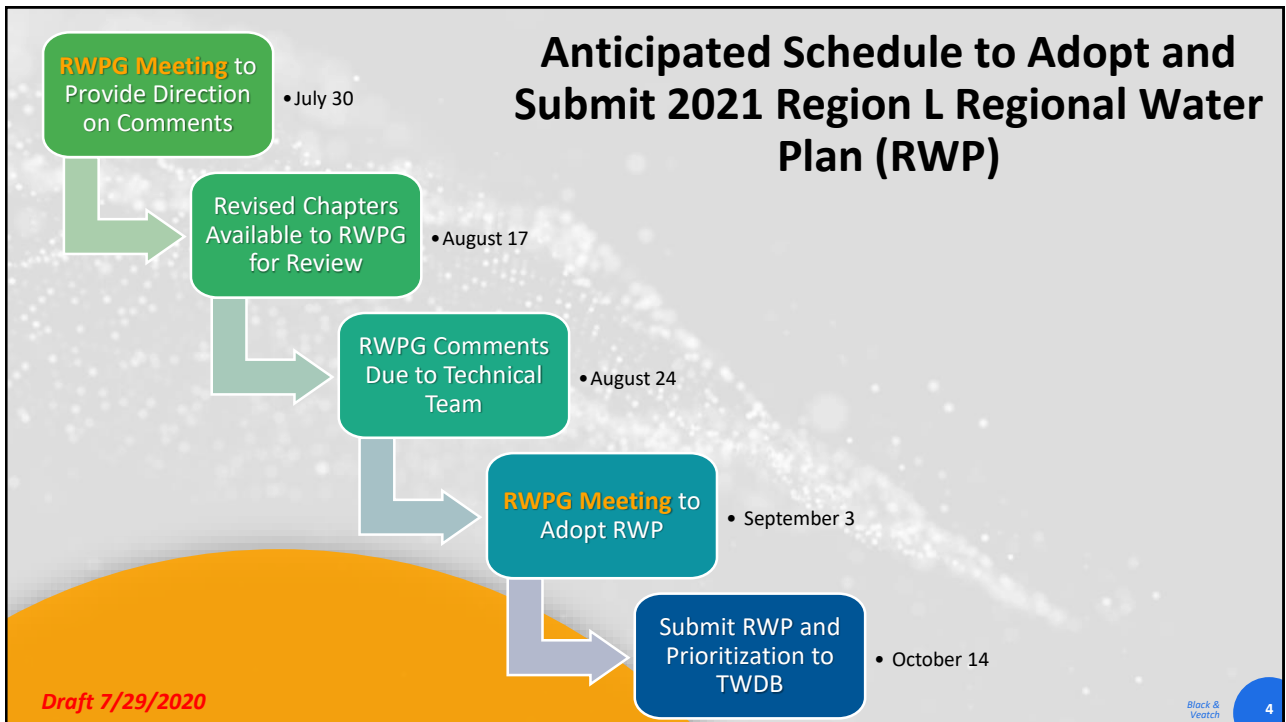 Anticipated Schedule to Adopt and
Submit 2021 Region L Regional Water
Plan (RWP)
RWPG Meeting to
Provide Direction
on Comments
•July 30
Revised Chapters
Available to RWPG
for Review
•August 17
RWPG Comments
Due to Technical
Team
•August 24
RWPG Meeting to
Adopt RWP
• September 3
Submit RWP and
Prioritization to
TWDB
• October 14
Draft 7/29/2020
Black &
Veatch
4